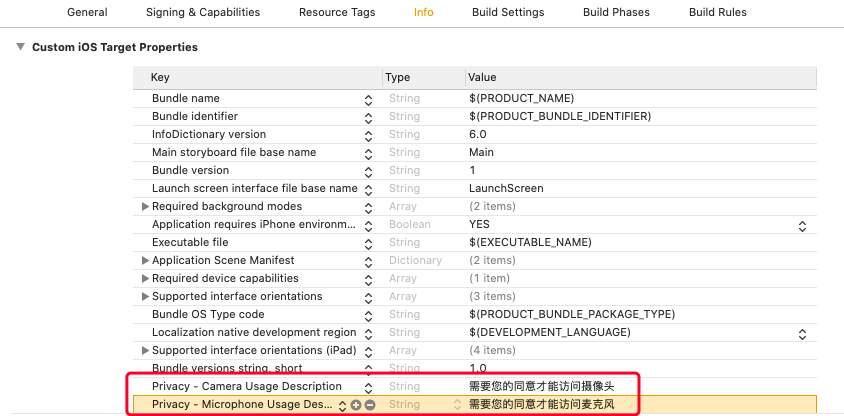 General Signing & Capabilities Resource Tags Info Build Settings Build Phases Build Rules
Custom iOS Target Properties
Key Type Value
Bundle name String $(PRODUCT_NAME)
Bundle identifier String $(PRODUCT_BUNDLE_IDENTIFIER)
InfoDictionary version String 6.0
Main storyboard file base name String Main
Bundle version String 1
Launch screen interface file base name String LaunchScreen
Required background modes Array (2 items)
Application requires iPhone environm... Boolean YES
Executable file String $(EXECUTABLE_NAME)
Application Scene Manifest Dictionary (2 items)
Required device capabilities Array (1 item)
Supported interface orientations Array (3 items)
Bundle OS Type code String $(PRODUCT_BUNDLE_PACKAGE_TYPE)
Localization native development region String $(DEVELOPMENT_LANGUAGE)
Supported interface orientations (iPad) Array (4 items)
Bundle versions string, short String 1.0
Privacy - Camera Usage Description String 需要您的同意才能访问摄像头
Privacy - Microphone Usage Des... String 需要您的同意才能访问麦克风